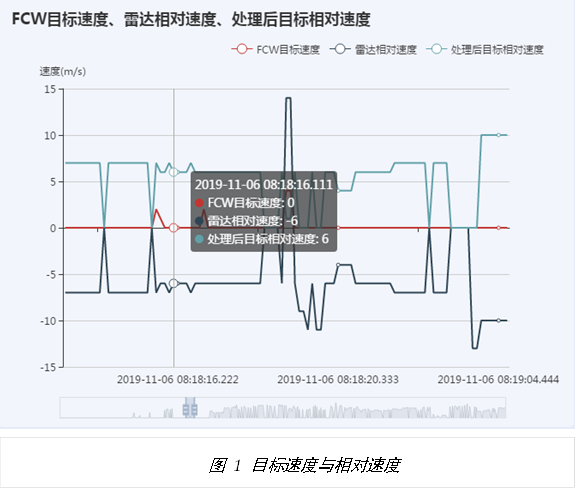 FCW目标速度、雷达相对速度、处理后目标相对速度
FCW目标速度 雷达相对速度 处理后目标相对速度
速度(m/s)
15
10
5
0
-5
-10
-15
2019-11-06 08:18:16.111
FCW目标速度: 0
雷达相对速度: -6
处理后目标相对速度: 6
2019-11-06 08:18:16.222 2019-11-06 08:18:20.333 2019-11-06 08:19:04.444
图 1 目标速度与相对速度